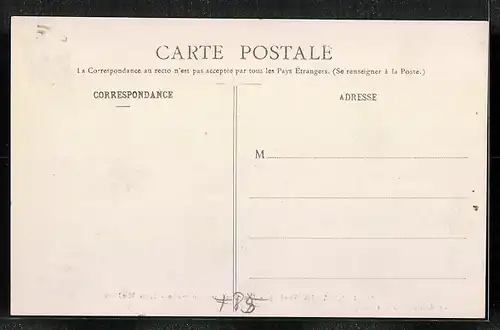 CARTE POSTALE
La Correspondance au recto n'est pas acceptée par tous les Pays Étrangers. (Se renseigner à la Poste.)
CORRESPONDANCE
ADRESSE
M